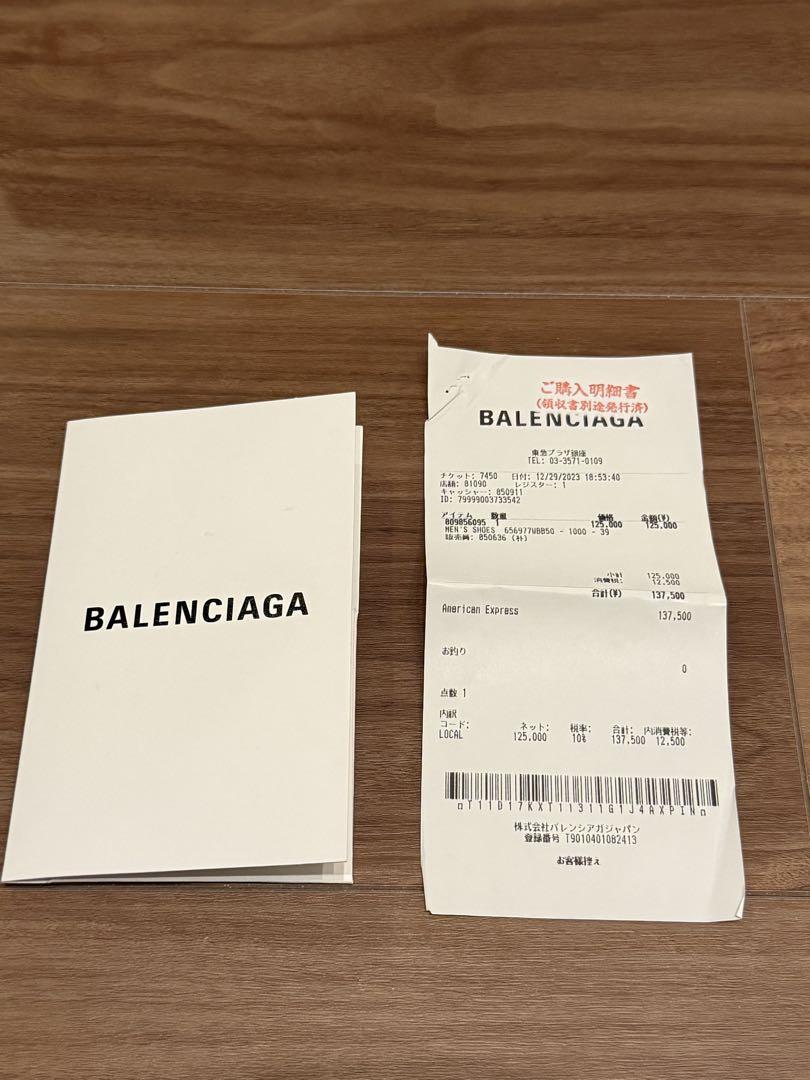 BALENCIAGA
ご購入明細書
(領収書別途発行済)
BALENCIAGA
東急プラザ銀座
TEL: 03-3571-0109
チケット: 7450 日付: 12/29/2023 18:53:40
店舗: 81090 レジスター: 1
キャッシャー: 850911
ID: 79999003733542
アイテム 数量 価格 金額(¥)
809856095 1 125,000 125,000
MEN'S SHOES 656977WBB50 - 1000 - 39
販売員: 850636 (朴)
小計 125,000
消費税: 12,500
合計(¥) 137,500
American Express
137,500
お釣り
0
点数 1
内訳
コード: ネット: 税率: 合計: 内消費税等:
LOCAL 125,000 10% 137,500 12,500
¤T11D17KXT11311G1J4AXPIN¤
株式会社バレンシアガジャパン
登録番号 T9010401082413
お客様控え